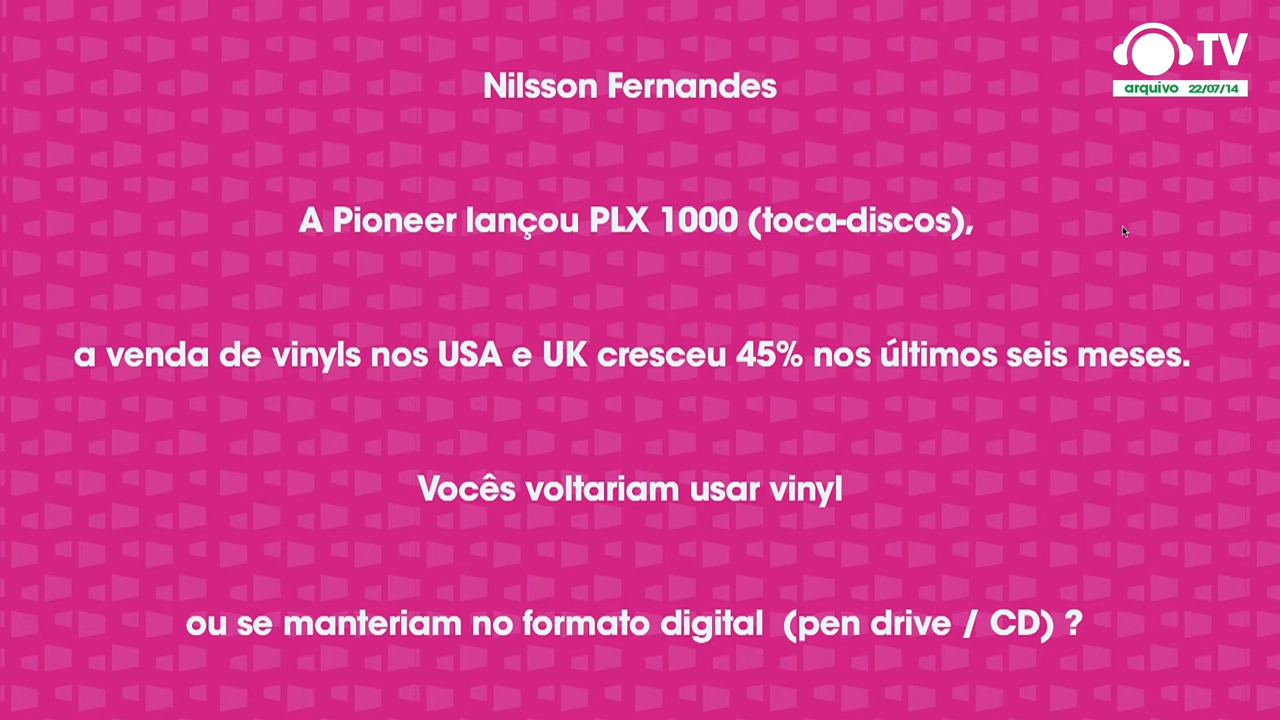 TV
arquivo 22/07/14
Nilsson Fernandes
A Pioneer lançou PLX 1000 (toca-discos),
a venda de vinyls nos USA e UK cresceu 45% nos últimos seis meses.
Vocês voltariam usar vinyl
ou se manteriam no formato digital (pen drive / CD) ?